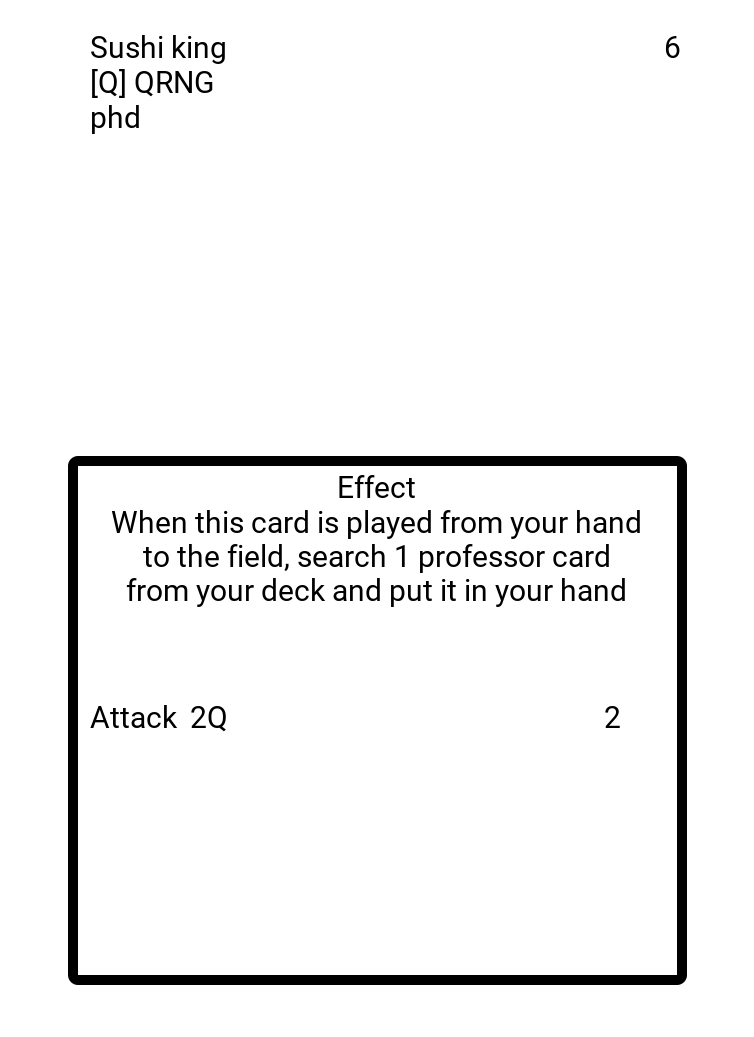 Sushi king 6
[Q] QRNG
phd
Effect
When this card is played from your hand
to the field, search 1 professor card
from your deck and put it in your hand
Attack 2Q 2